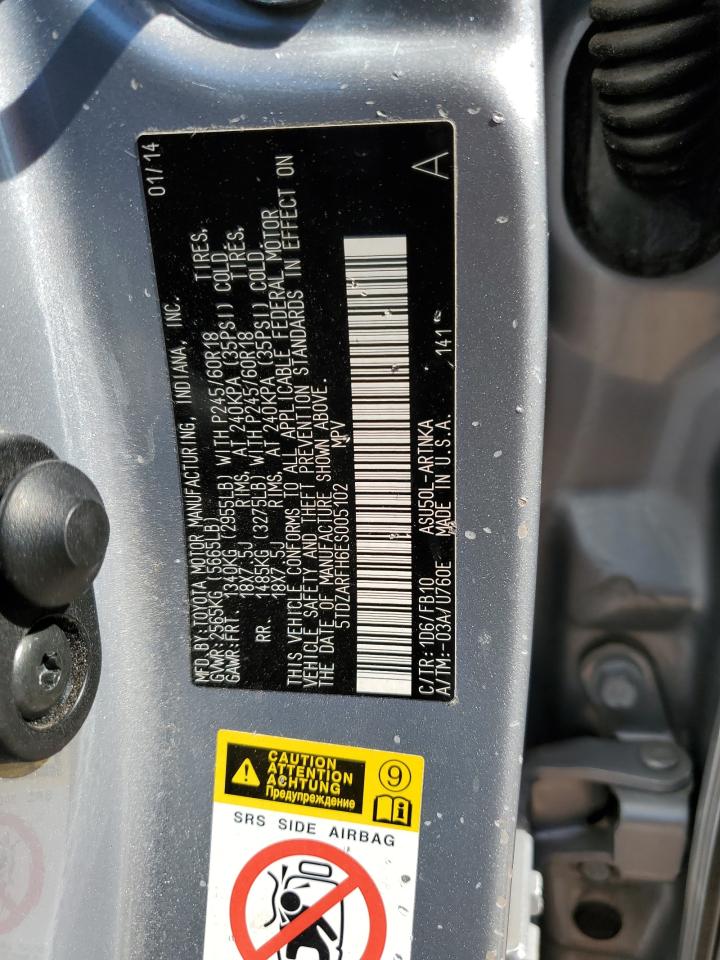 MFD BY:TOYOTA MOTOR MANUFACTURING, INDIANA, INC. 01/14
GVWR:2565KG (5665LB)
GAWR:FRT. 1340KG (2955LB) WITH P245/60R18 TIRES,
18X7.5J RIMS, AT 240KPA (35PSI) COLD
RR. 1485KG (3275LB) WITH P245/60R18 TIRES,
18X7.5J RIMS, AT 240KPA (35PSI) COLD.
THIS VEHICLE CONFORMS TO ALL APPLICABLE FEDERAL MOTOR
VEHICLE SAFETY AND THEFT PREVENTION STANDARDS IN EFFECT ON
THE DATE OF MANUFACTURE SHOWN ABOVE.
5TDZARFH6ES005102 MPV
C/TR:1D6/FB10 ASU50L-ARTNKA 141 A
A/TM:-03A/U760E MADE IN U.S.A.
CAUTION
ATTENTION
ACHTUNG
Предупреждение
9
i
SRS SIDE AIRBAG